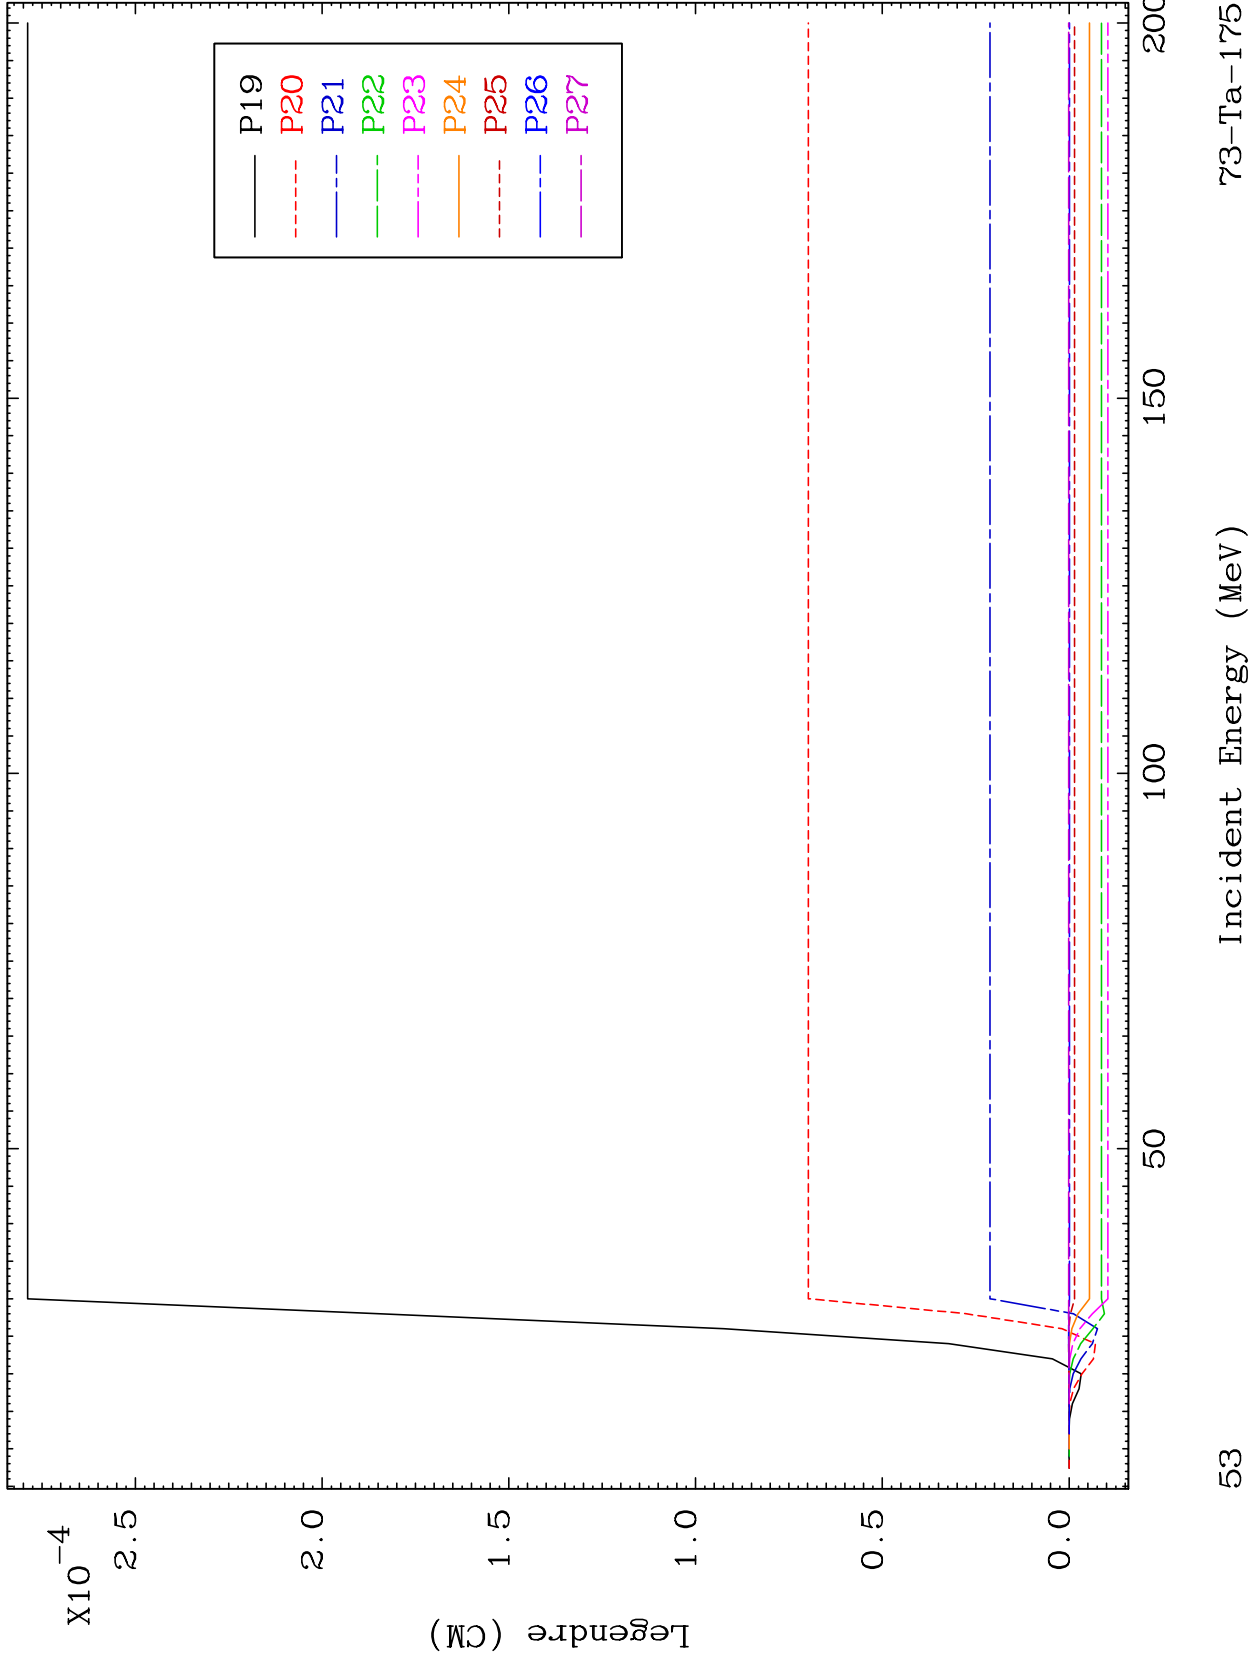 X10-4
2.5
2.0
1.5
1.0
0.5
0.0
Legendre (CM)
P19
P20
P21
P22
P23
P24
P25
P26
P27
50
100
150
200
Incident Energy (MeV)
53
73-Ta-175